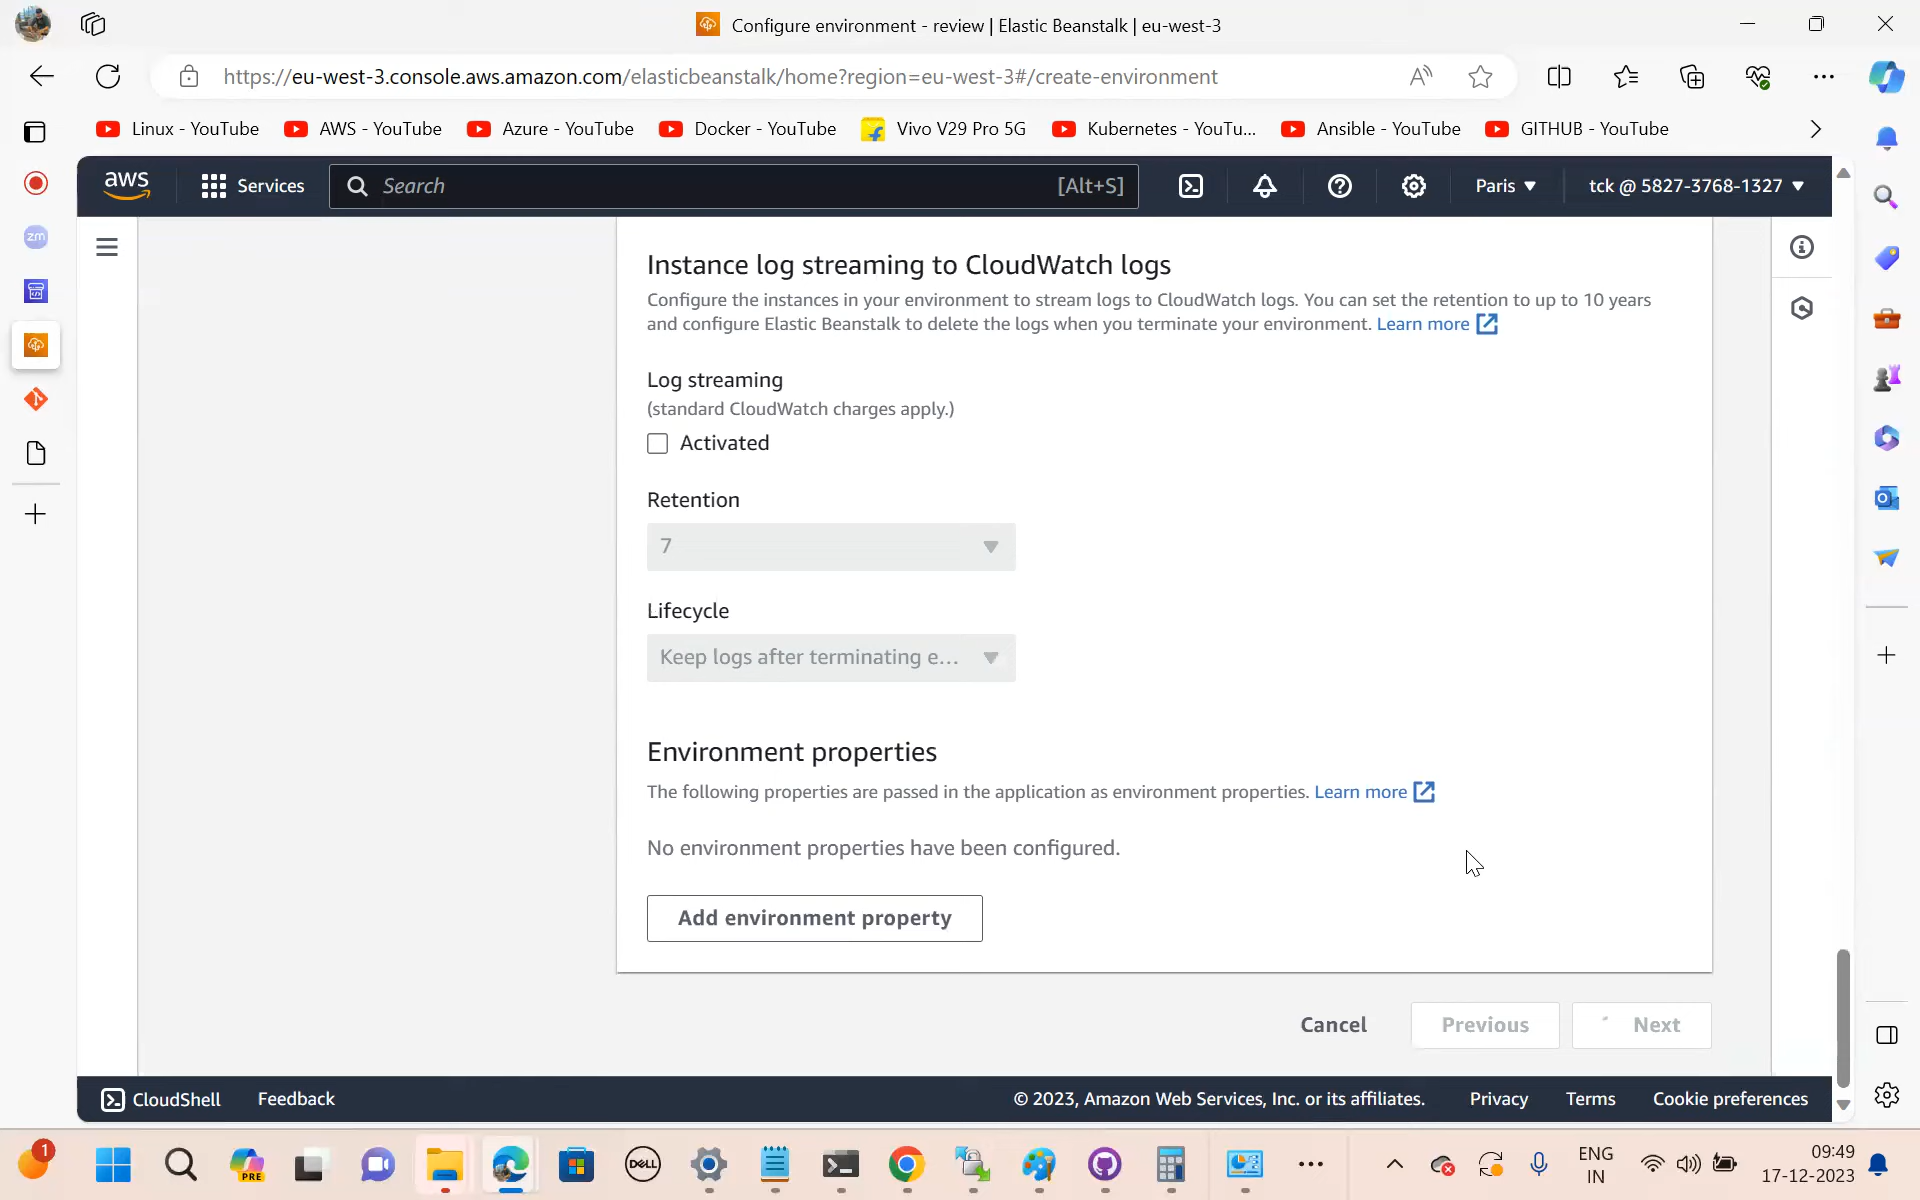 Configure environment - review | Elastic Beanstalk | eu-west-3
https://eu-west-3.console.aws.amazon.com/elasticbeanstalk/home?region=eu-west-3#/create-environment
Linux - YouTube
AWS - YouTube
Azure - YouTube
Docker - YouTube
Vivo V29 Pro 5G
Kubernetes - YouTu...
Ansible - YouTube
GITHUB - YouTube
aws
Services
Search
[Alt+S]
Paris
tck @ 5827-3768-1327
zm
Instance log streaming to CloudWatch logs
Configure the instances in your environment to stream logs to CloudWatch logs. You can set the retention to up to 10 years
and configure Elastic Beanstalk to delete the logs when you terminate your environment. Learn more
Log streaming
(standard CloudWatch charges apply.)
Activated
Retention
7
Lifecycle
Keep logs after terminating e...
Environment properties
The following properties are passed in the application as environment properties. Learn more
No environment properties have been configured.
Add environment property
Cancel
Previous
Next
CloudShell
Feedback
© 2023, Amazon Web Services, Inc. or its affiliates.
Privacy
Terms
Cookie preferences
1
PRE
DELL
ENG
IN
09:49
17-12-2023